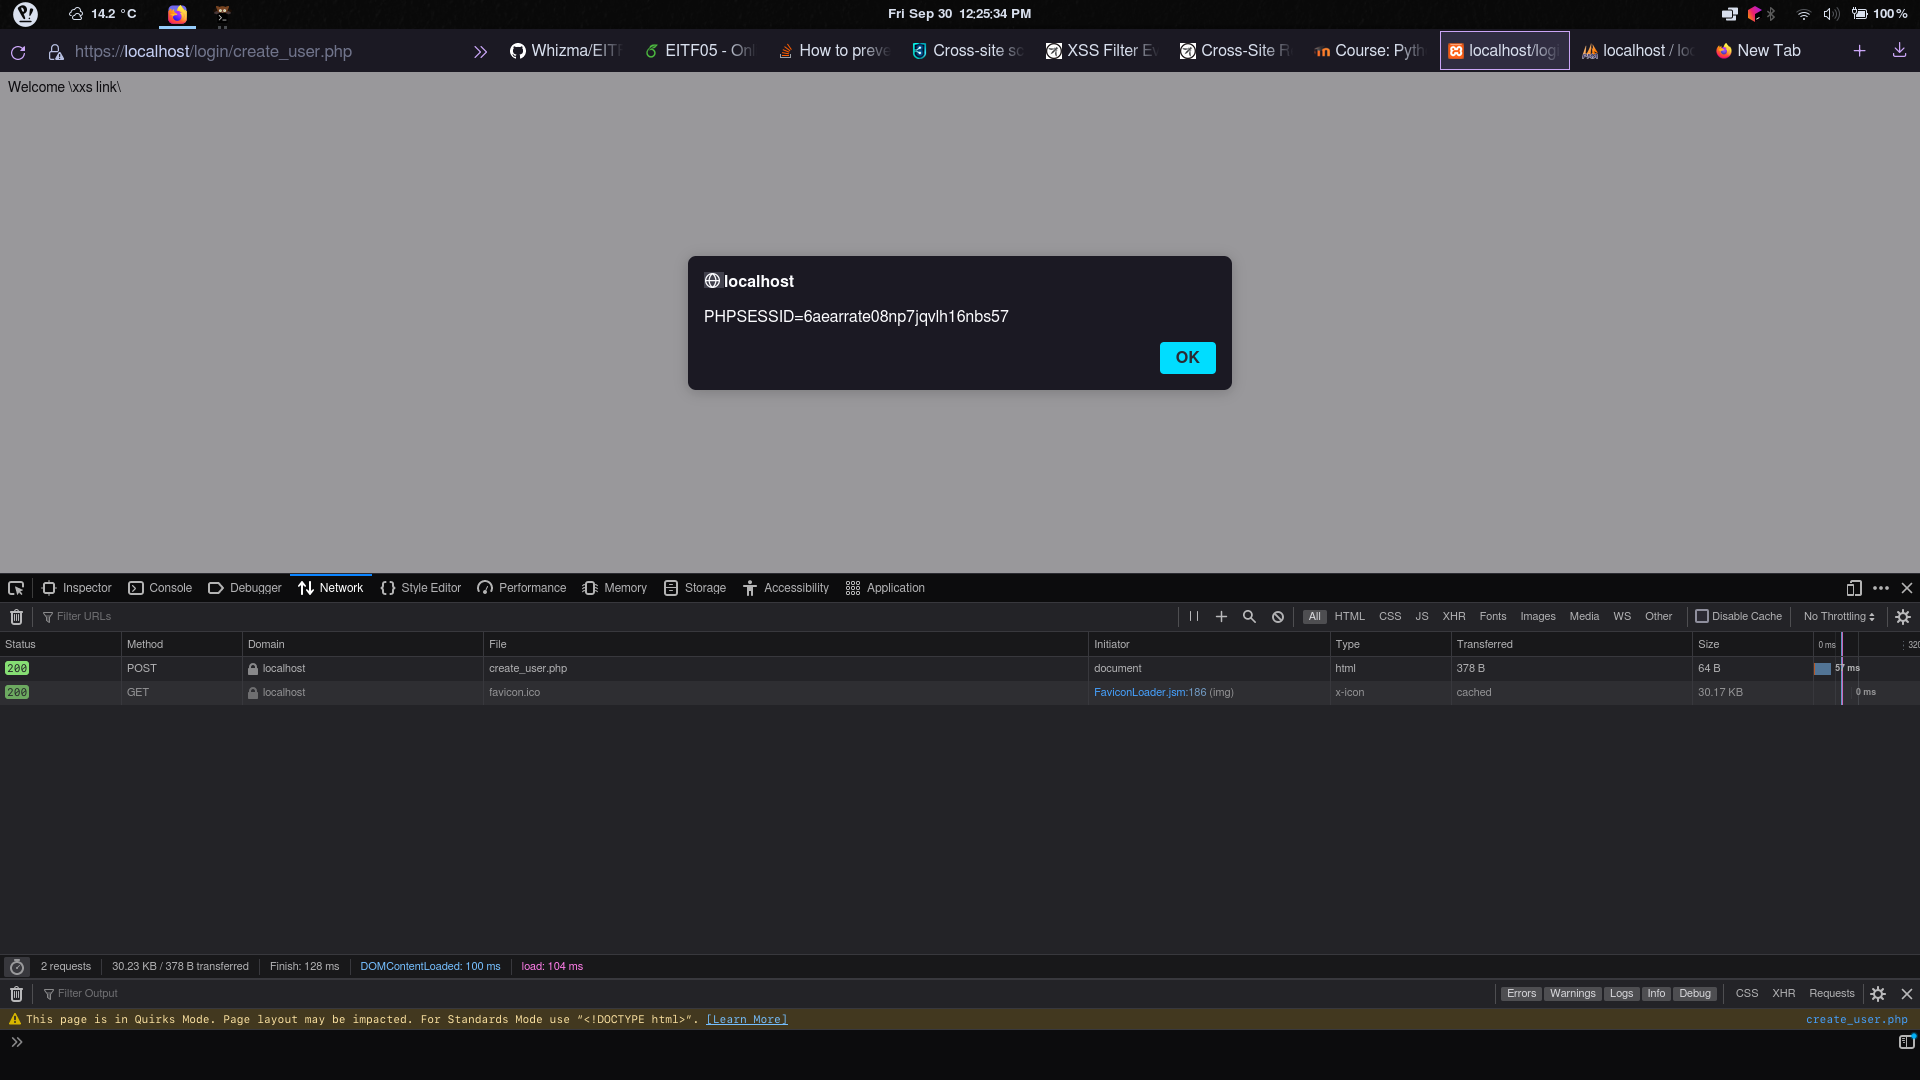 14.2 °C
Fri Sep 30 12:25:34 PM
100%
https://localhost/login/create_user.php
Whizma/EITF
EITF05 - Onl
How to preve
Cross-site sc
XSS Filter Ev
Cross-Site R
Course: Pyth
localhost/logi
localhost / loc
New Tab
Welcome \xxs link\
localhost
PHPSESSID=6aearrate08np7jqvlh16nbs57
OK
Inspector Console Debugger Network Style Editor Performance Memory Storage Accessibility Application
Filter URLs
All HTML CSS JS XHR Fonts Images Media WS Other Disable Cache No Throttling
Status Method Domain File Initiator Type Transferred Size 0 ms 320
200 POST localhost create_user.php document html 378 B 64 B 57 ms
200 GET localhost favicon.ico FaviconLoader.jsm:186 (img) x-icon cached 30.17 KB 0 ms
2 requests 30.23 KB / 378 B transferred Finish: 128 ms DOMContentLoaded: 100 ms load: 104 ms
Filter Output
Errors Warnings Logs Info Debug CSS XHR Requests
This page is in Quirks Mode. Page layout may be impacted. For Standards Mode use “<!DOCTYPE html>”. [Learn More] create_user.php